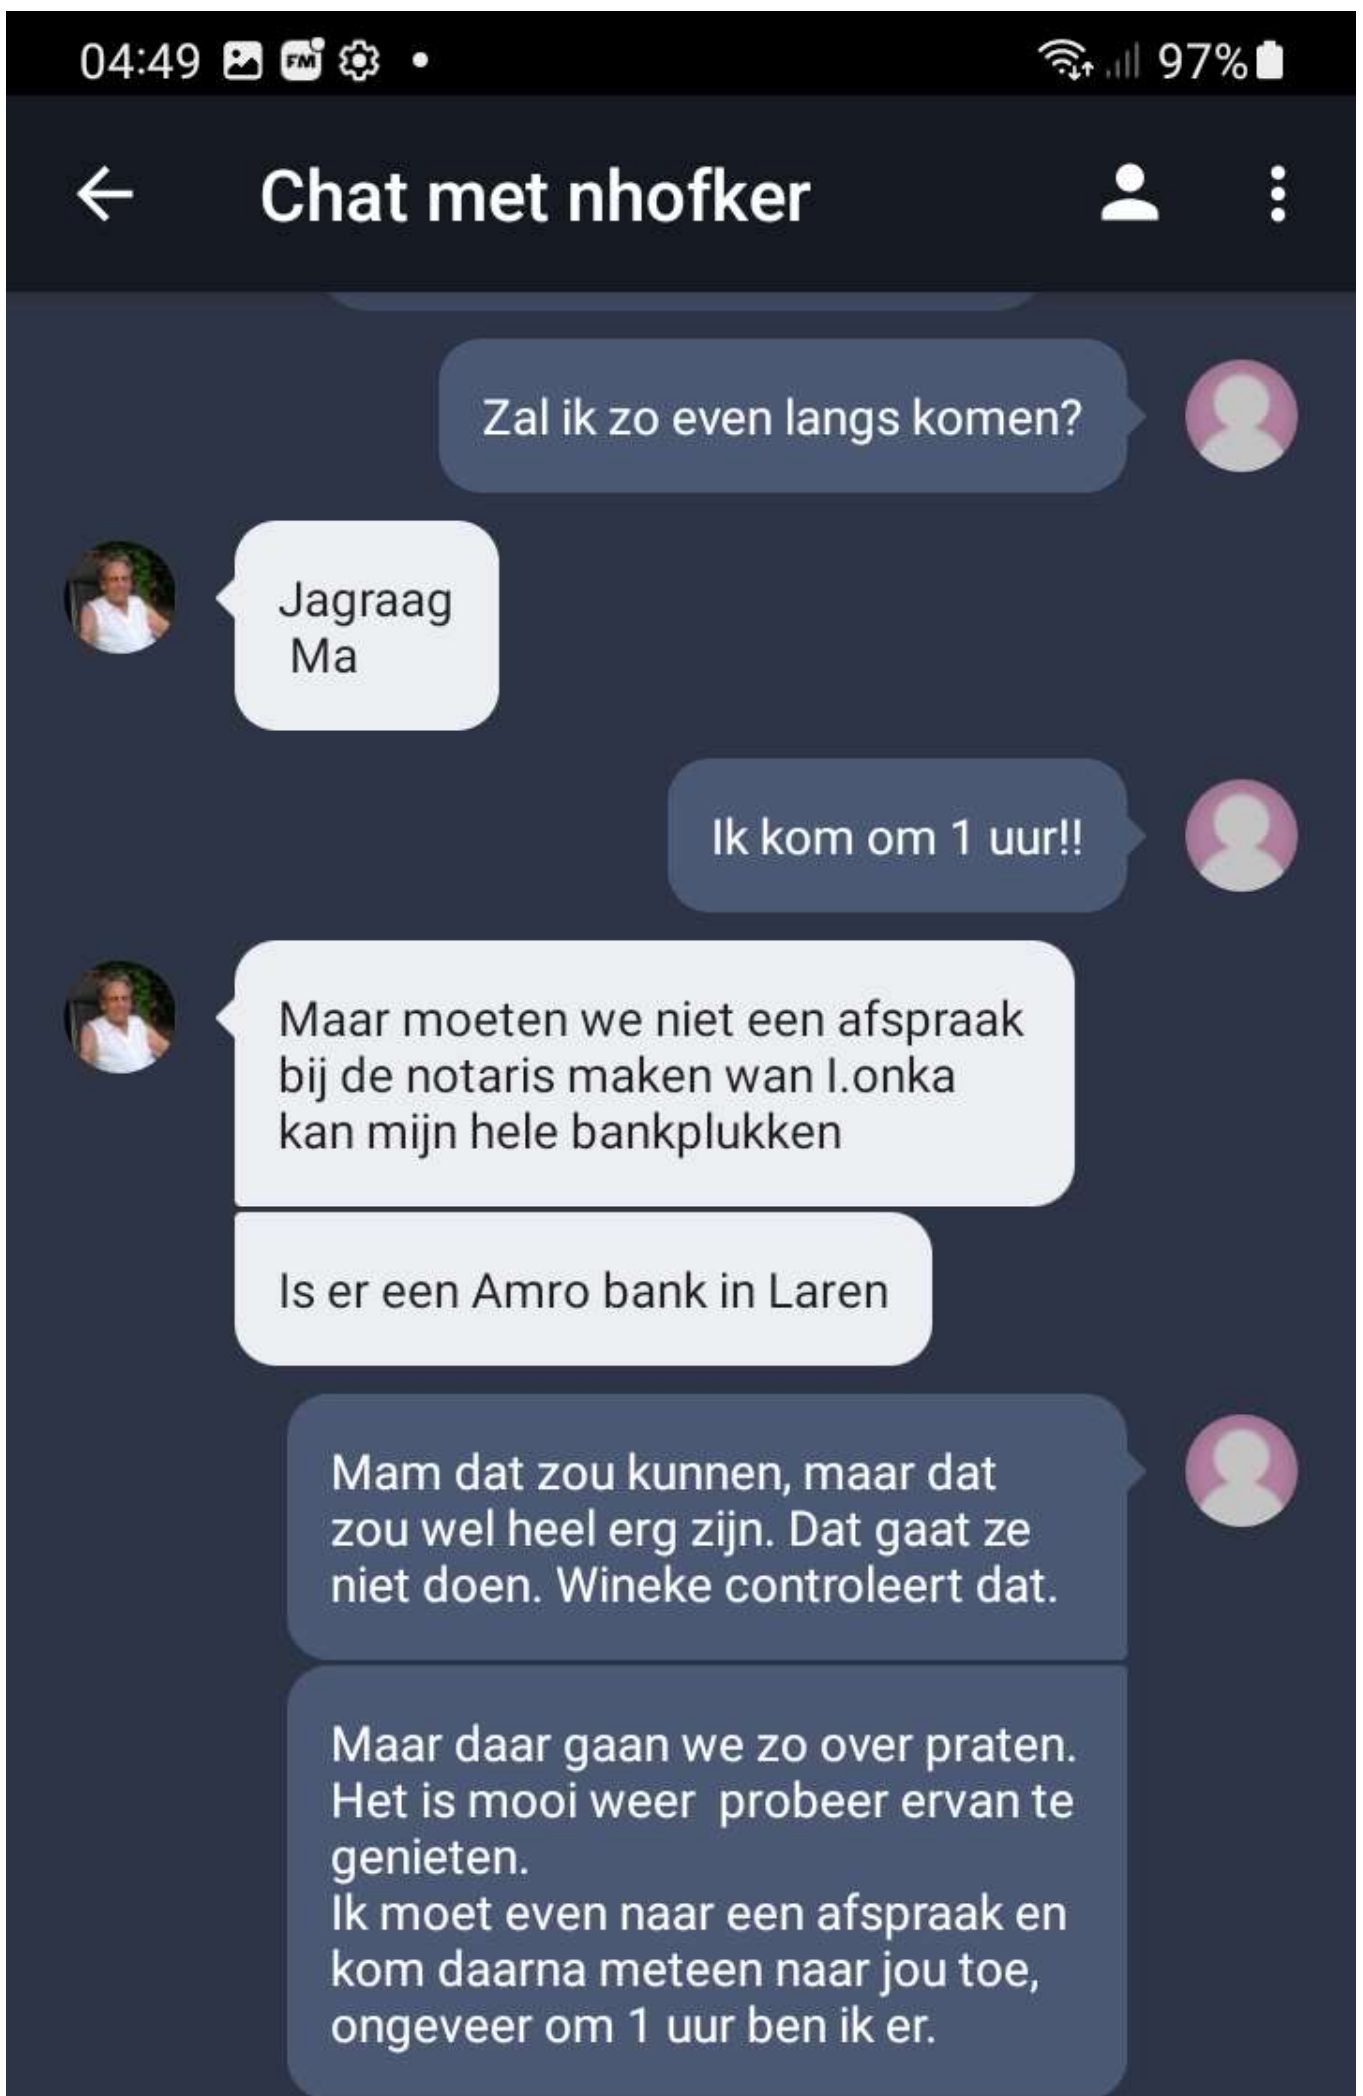 04:49 FM 97%
Chat met nhofker
Zal ik zo even langs komen?
Jagraag
Ma
Ik kom om 1 uur!!
Maar moeten we niet een afspraak
bij de notaris maken wan l.onka
kan mijn hele bankplukken
Is er een Amro bank in Laren
Mam dat zou kunnen, maar dat
zou wel heel erg zijn. Dat gaat ze
niet doen. Wineke controleert dat.
Maar daar gaan we zo over praten.
Het is mooi weer  probeer ervan te
genieten.
Ik moet even naar een afspraak en
kom daarna meteen naar jou toe,
ongeveer om 1 uur ben ik er.